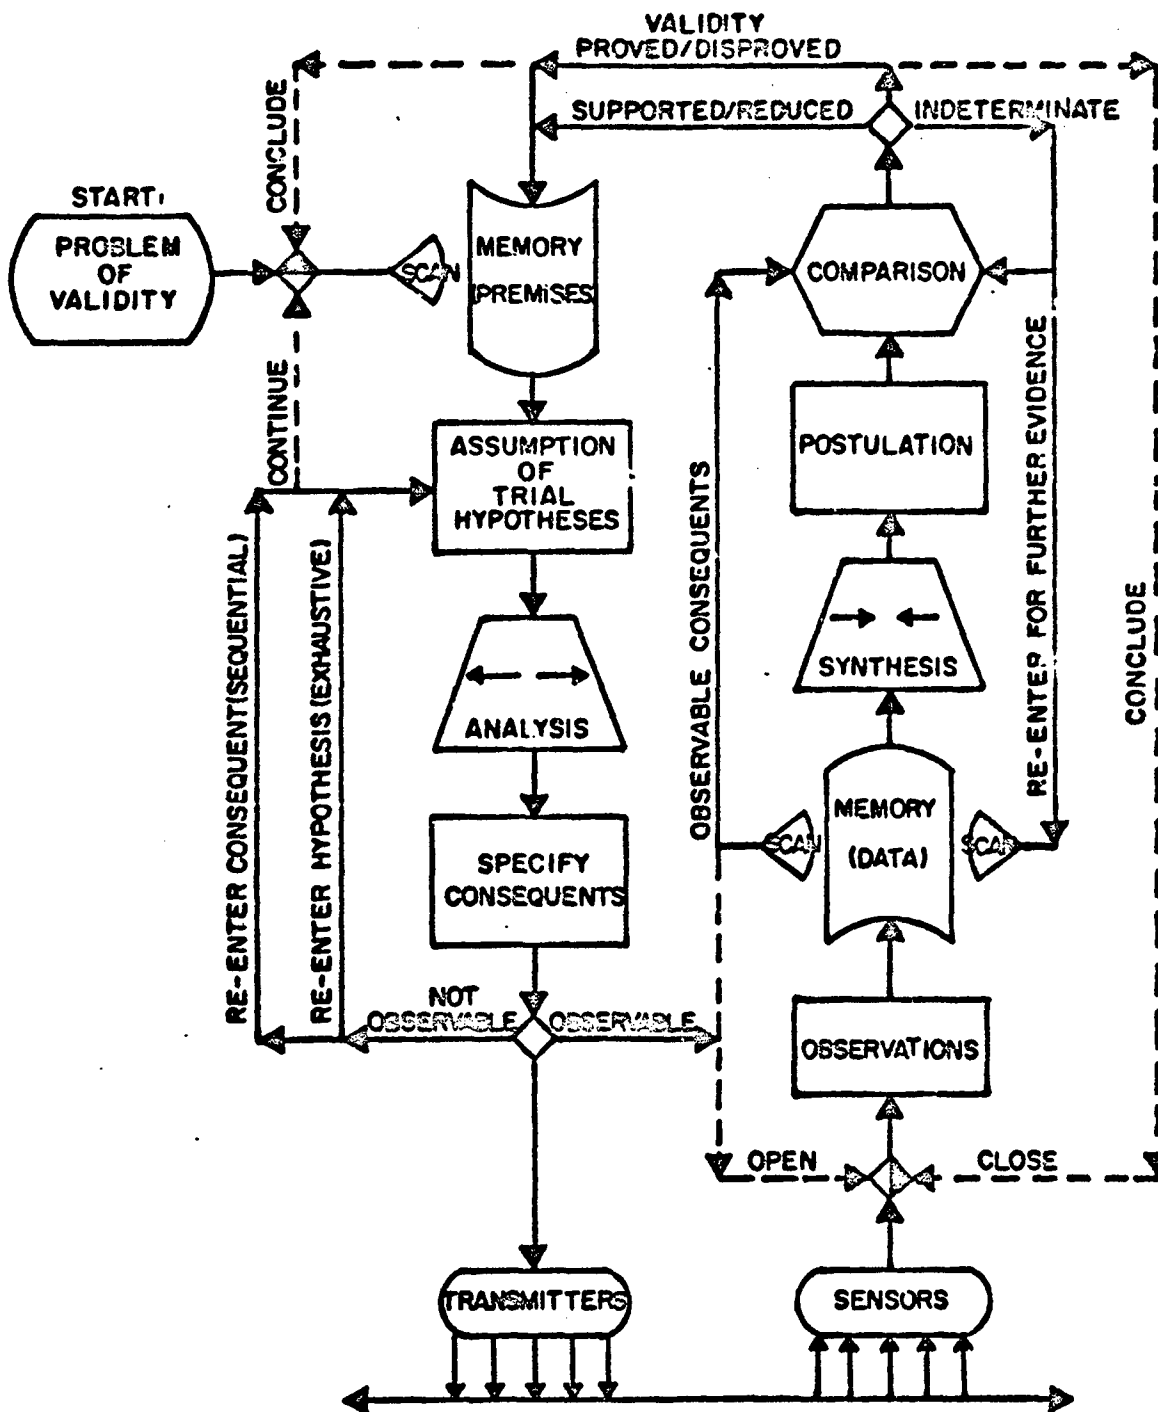 VALIDITY
PROVED/DISPROVED
SUPPORTED/REDUCED
INDETERMINATE
CONCLUDE
START:
PROBLEM
OF
VALIDITY
SCAN
MEMORY
(PREMISES)
COMPARISON
CONTINUE
ASSUMPTION
OF
TRIAL
HYPOTHESES
POSTULATION
OBSERVABLE CONSEQUENTS
RE-ENTER FOR FURTHER EVIDENCE
CONCLUDE
RE-ENTER CONSEQUENT(SEQUENTIAL)
RE-ENTER HYPOTHESIS(EXHAUSTIVE)
ANALYSIS
SYNTHESIS
SPECIFY
CONSEQUENTS
SCAN
MEMORY
(DATA)
SCAN
NOT
OBSERVABLE
OBSERVABLE
OBSERVATIONS
OPEN
CLOSE
TRANSMITTERS
SENSORS